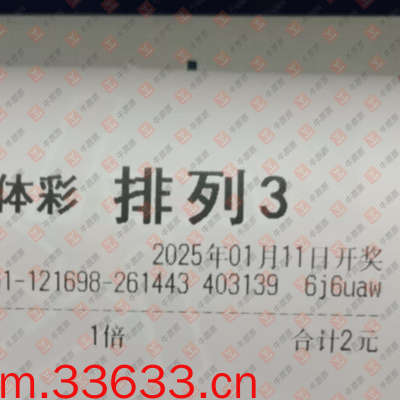 体彩 排列3
2025年01月11日开奖
1-121698-261443 403139 6j6uaw
1倍 合计2元
m.33633.cn